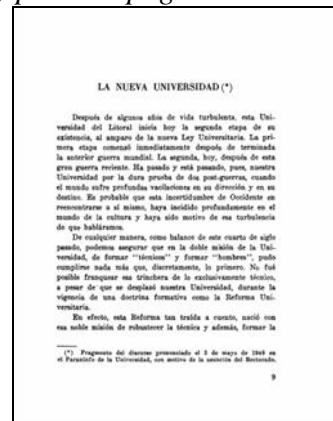 LA NUEVA UNIVERSIDAD (*)
Después de algunos años de vida turbulenta, esta Uni-
versidad del Litoral inicia hoy la segunda etapa de su
existencia, al amparo de la nueva Ley Universitaria. La pri-
mera etapa comenzó inmediatamente después de terminada
la anterior guerra mundial. La segunda, hoy, después de esta
gran guerra reciente. Ha pasado y está pasando, pues, nuestra
Universidad por la dura prueba de dos post-guerras, cuando
el mundo sufre profundas vacilaciones en su dirección y en su
destino. Es probable que esta incertidumbre de Occidente en
reencontrarse a sí mismo, haya incidido profundamente en el
mundo de la cultura y haya sido motivo de esa turbulencia
de que habláramos.
De cualquier manera, como balance de este cuarto de siglo
pasado, podemos asegurar que en la doble misión de la Uni-
versidad, de formar "técnicos" y formar "hombres", pudo
cumplirse nada más que, discretamente, lo primero. No fué
posible franquear esa trinchera de lo exclusivamente técnico,
a pesar de que se desplazó nuestra Universidad, durante la
vigencia de una doctrina formativa como la Reforma Uni-
versitaria.
En efecto, esta Reforma tan traída a cuento, nació con
esa noble misión de robustecer la técnica y además, formar la
(*) Fragmento del discurso pronunciado el 3 de mayo de 1949 en
el Paraninfo de la Universidad, con motivo de la asunción del Rectorado.
9